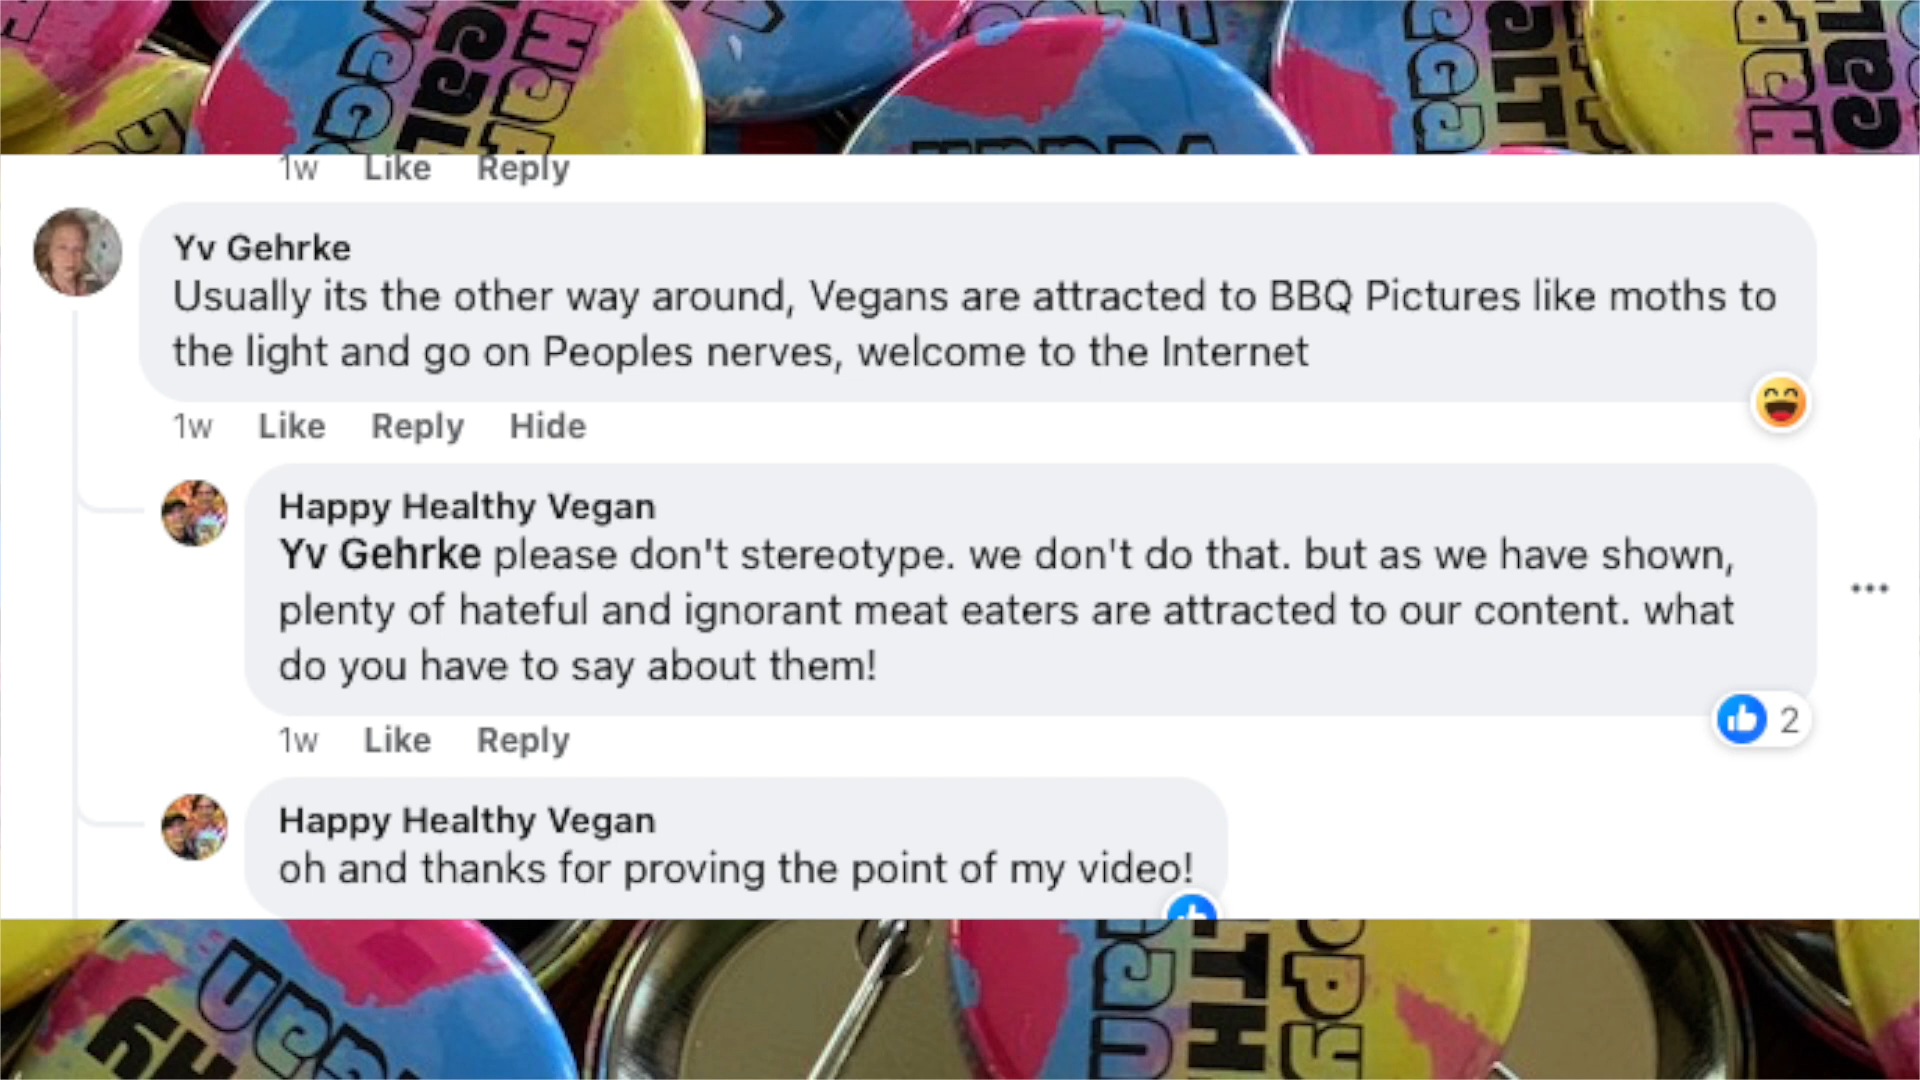 1w Like Reply
Yv Gehrke
Usually its the other way around, Vegans are attracted to BBQ Pictures like moths to
the light and go on Peoples nerves, welcome to the Internet
1w Like Reply Hide
Happy Healthy Vegan
Yv Gehrke please don't stereotype. we don't do that. but as we have shown,
plenty of hateful and ignorant meat eaters are attracted to our content. what
do you have to say about them!
1w Like Reply
2
Happy Healthy Vegan
oh and thanks for proving the point of my video!